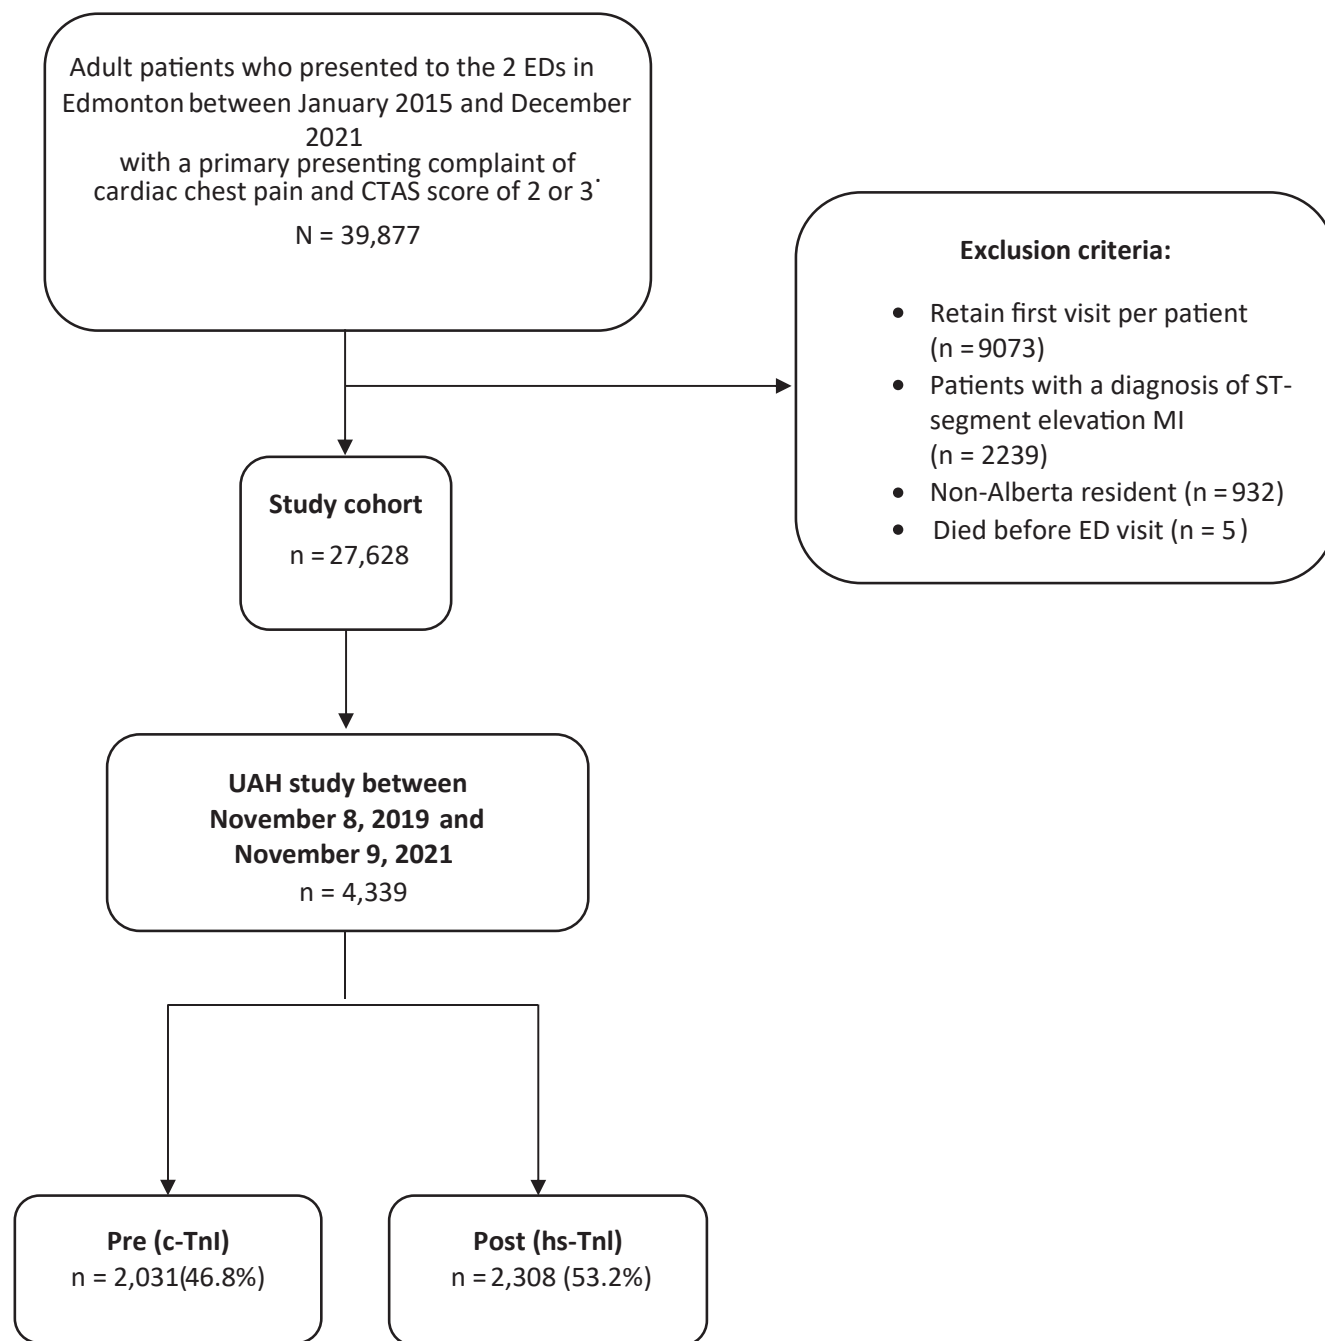 Adult patients who presented to the 2 EDs in
Edmonton between January 2015 and December
2021
with a primary presenting complaint of
cardiac chest pain and CTAS score of 2 or 3.
N = 39,877
Exclusion criteria:
• Retain first visit per patient
(n = 9073)
• Patients with a diagnosis of ST-
segment elevation MI
(n = 2239)
• Non-Alberta resident (n = 932)
• Died before ED visit (n = 5)
Study cohort
n = 27,628
UAH study between
November 8, 2019 and
November 9, 2021
n = 4,339
Pre (c-TnI)
n = 2,031(46.8%)
Post (hs-TnI)
n = 2,308 (53.2%)